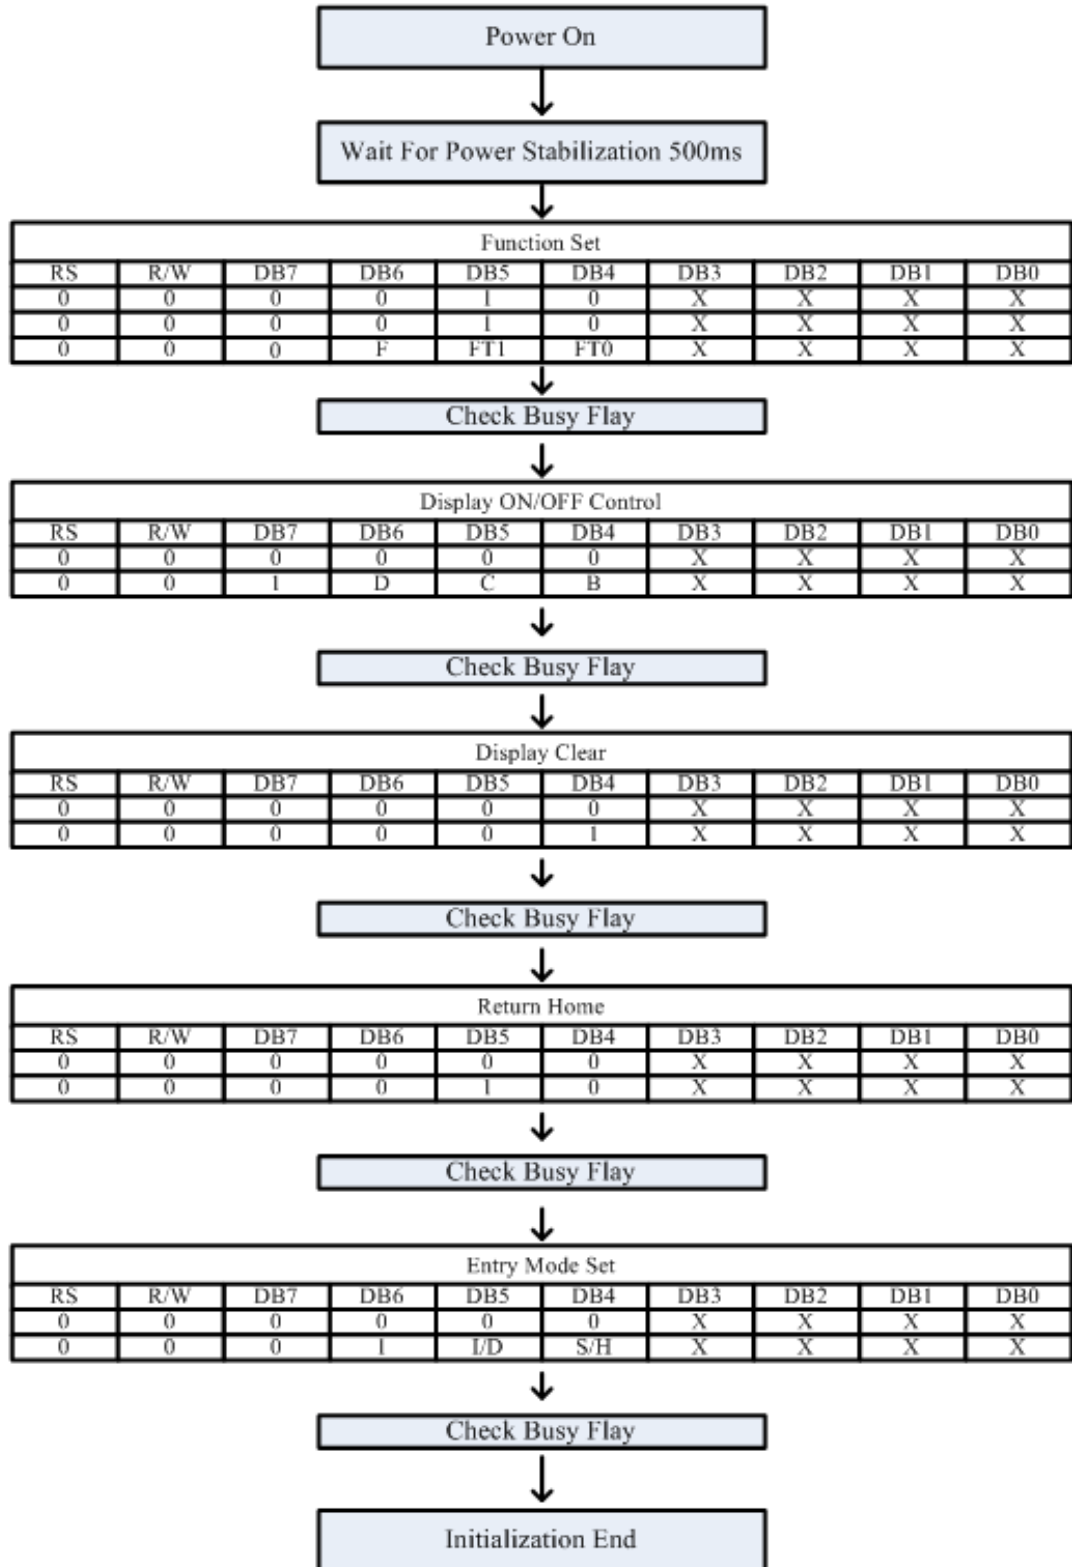 Power On
Wait For Power Stabilization 500ms
Function Set
RS R/W DB7 DB6 DB5 DB4 DB3 DB2 DB1 DB0
0 0 0 0 1 0 X X X X
0 0 0 0 1 0 X X X X
0 0 0 F FT1 FT0 X X X X
Check Busy Flay
Display ON/OFF Control
RS R/W DB7 DB6 DB5 DB4 DB3 DB2 DB1 DB0
0 0 0 0 0 0 X X X X
0 0 1 D C B X X X X
Check Busy Flay
Display Clear
RS R/W DB7 DB6 DB5 DB4 DB3 DB2 DB1 DB0
0 0 0 0 0 0 X X X X
0 0 0 0 0 1 X X X X
Check Busy Flay
Return Home
RS R/W DB7 DB6 DB5 DB4 DB3 DB2 DB1 DB0
0 0 0 0 0 0 X X X X
0 0 0 0 1 0 X X X X
Check Busy Flay
Entry Mode Set
RS R/W DB7 DB6 DB5 DB4 DB3 DB2 DB1 DB0
0 0 0 0 0 0 X X X X
0 0 0 1 I/D S/H X X X X
Check Busy Flay
Initialization End